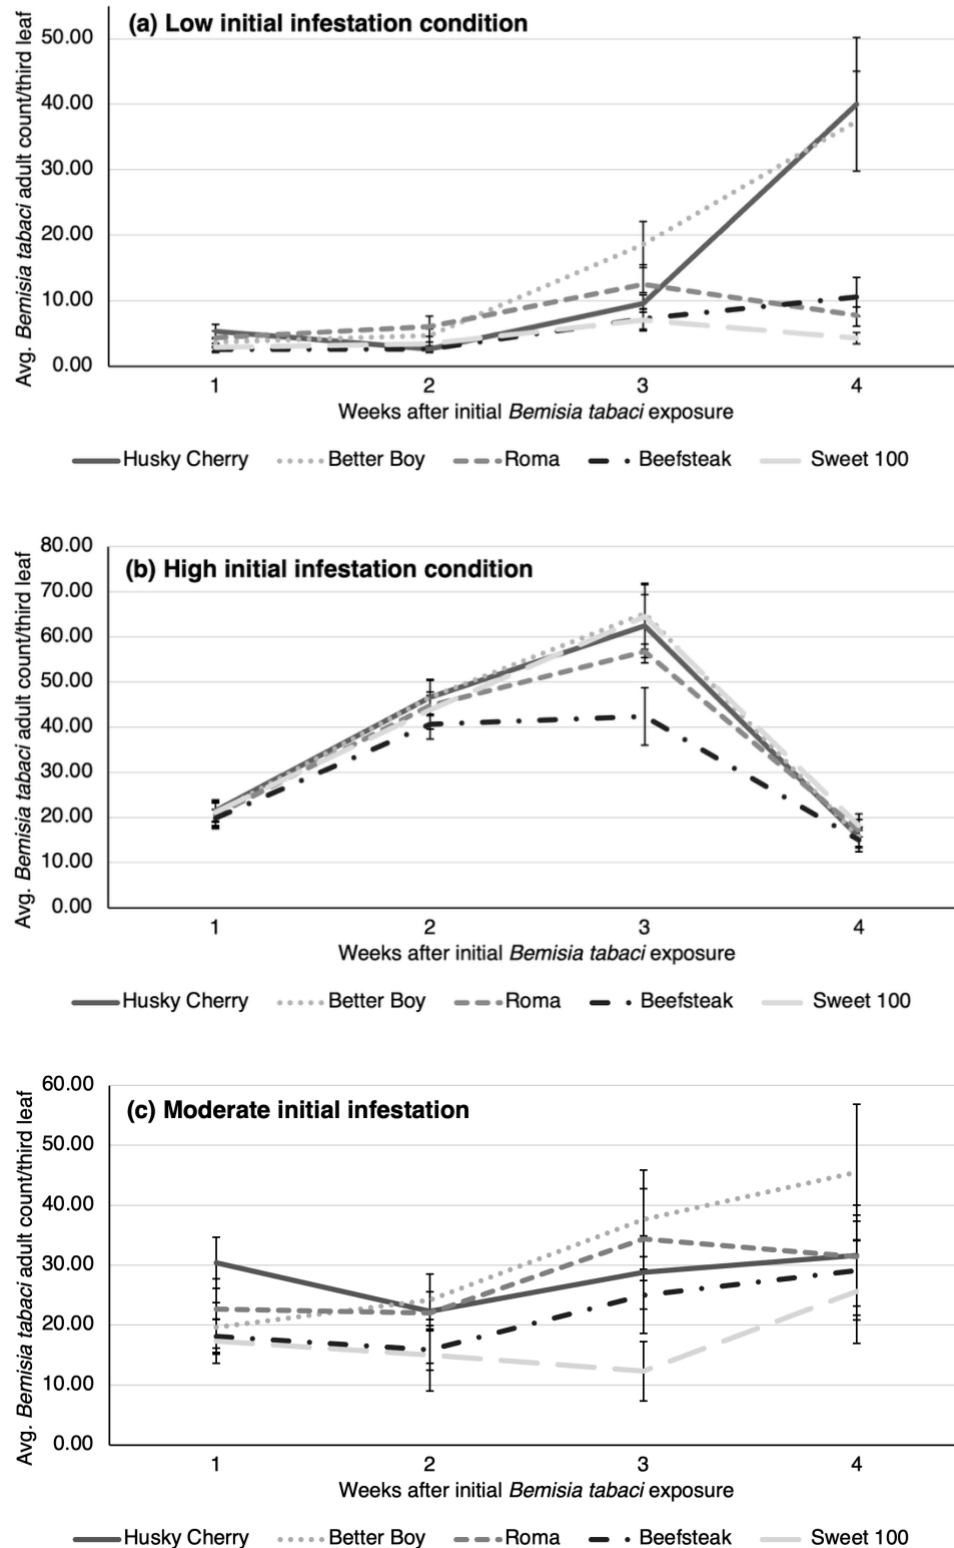 (a) Low initial infestation condition
Avg. Bemisia tabaci adult count/third leaf
50.00
40.00
30.00
20.00
10.00
0.00
1 2 3 4
Weeks after initial Bemisia tabaci exposure
Husky Cherry Better Boy Roma Beefsteak Sweet 100
(b) High initial infestation condition
Avg. Bemisia tabaci adult count/third leaf
80.00
70.00
60.00
50.00
40.00
30.00
20.00
10.00
0.00
1 2 3 4
Weeks after initial Bemisia tabaci exposure
Husky Cherry Better Boy Roma Beefsteak Sweet 100
(c) Moderate initial infestation
Avg. Bemisia tabaci adult count/third leaf
60.00
50.00
40.00
30.00
20.00
10.00
0.00
1 2 3 4
Weeks after initial Bemisia tabaci exposure
Husky Cherry Better Boy Roma Beefsteak Sweet 100